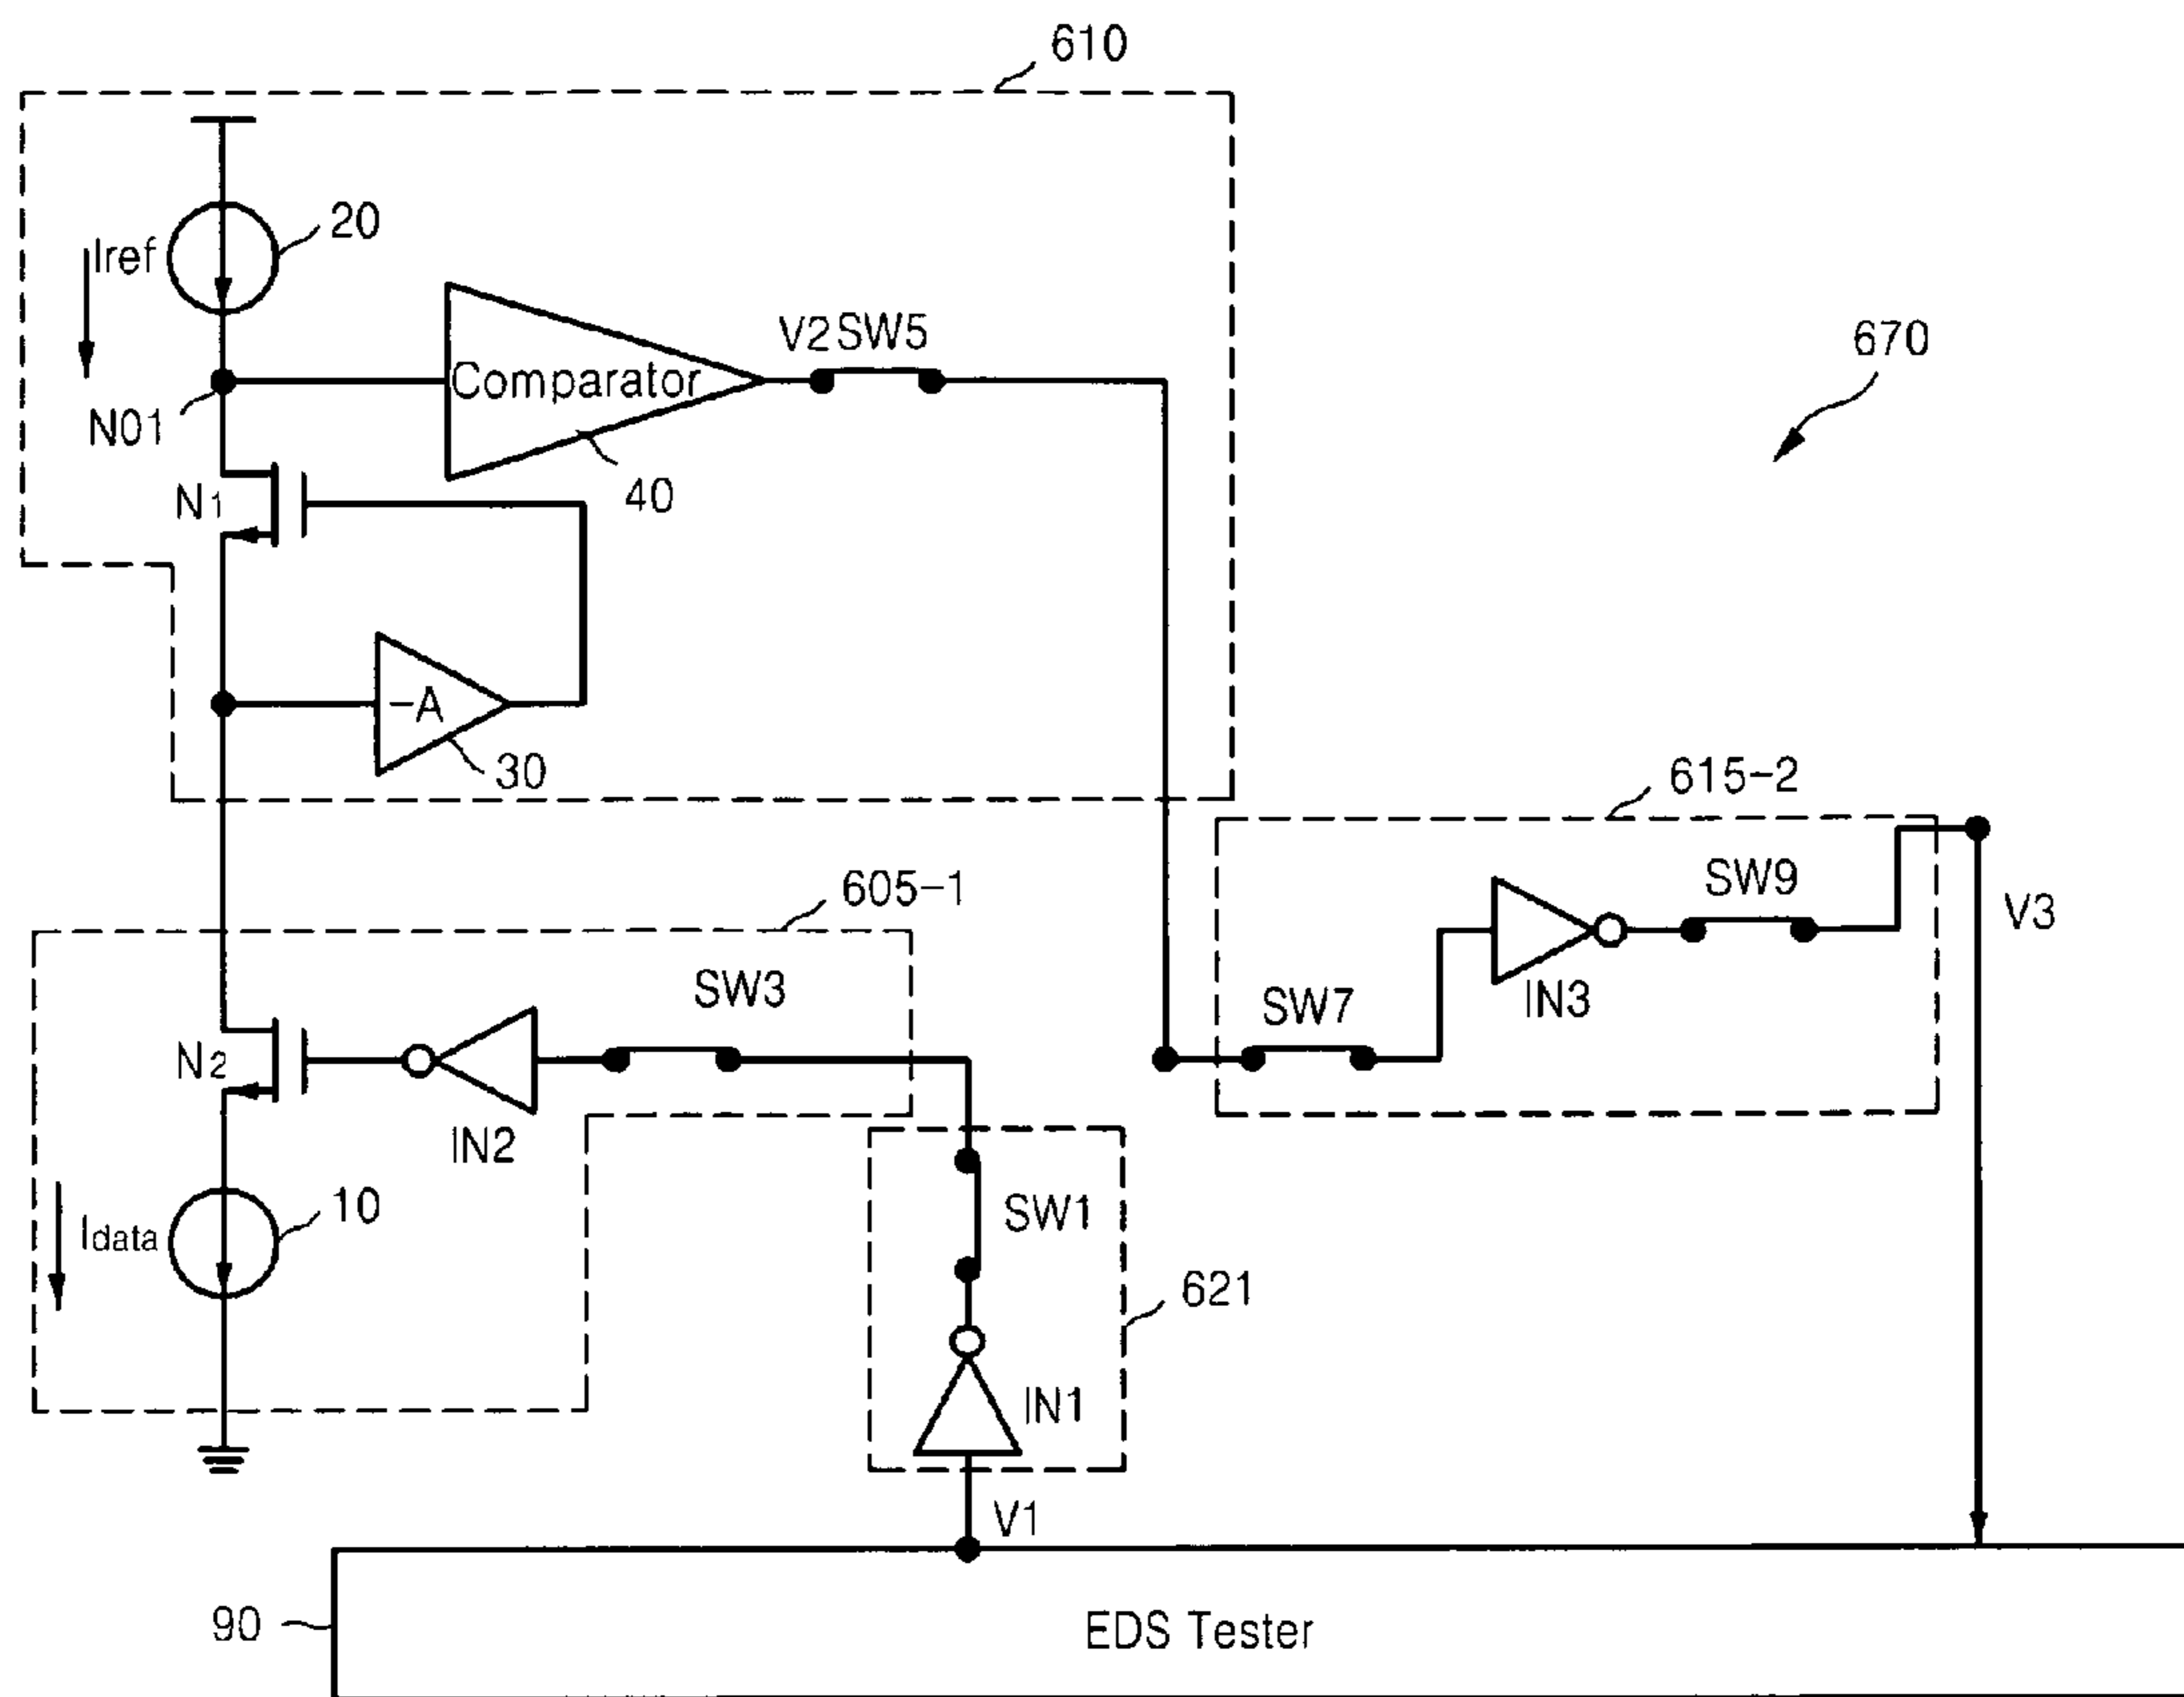 610
20
Iref
V2 SW5
670
Comparator
N01
40
N1
-A
30
615-2
605-1
SW9
V3
SW3
SW7
IN3
N2
IN2
10
SW1
Idata
621
IN1
V1
90
EDS Tester